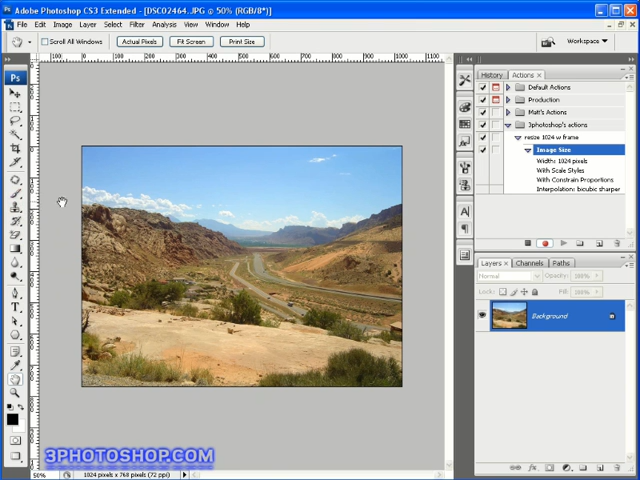 Adobe Photoshop CS3 Extended - [DSC02464.JPG @ 50% (RGB/8*)]
File Edit Image Layer Select Filter Analysis View Window Help
Scroll All Windows Actual Pixels Fit Screen Print Size Workspace
Ps
History Actions
Default Actions
Production
Matt's Actions
3photoshop's actions
resize 1024 w frame
Image Size
Width: 1024 pixels
With Scale Styles
With Constrain Proportions
Interpolation: bicubic sharper
Layers Channels Paths
Normal Opacity:
Lock: Fill:
Background
3PHOTOSHOP.COM
50% 1024 pixels x 768 pixels (72 ppi)